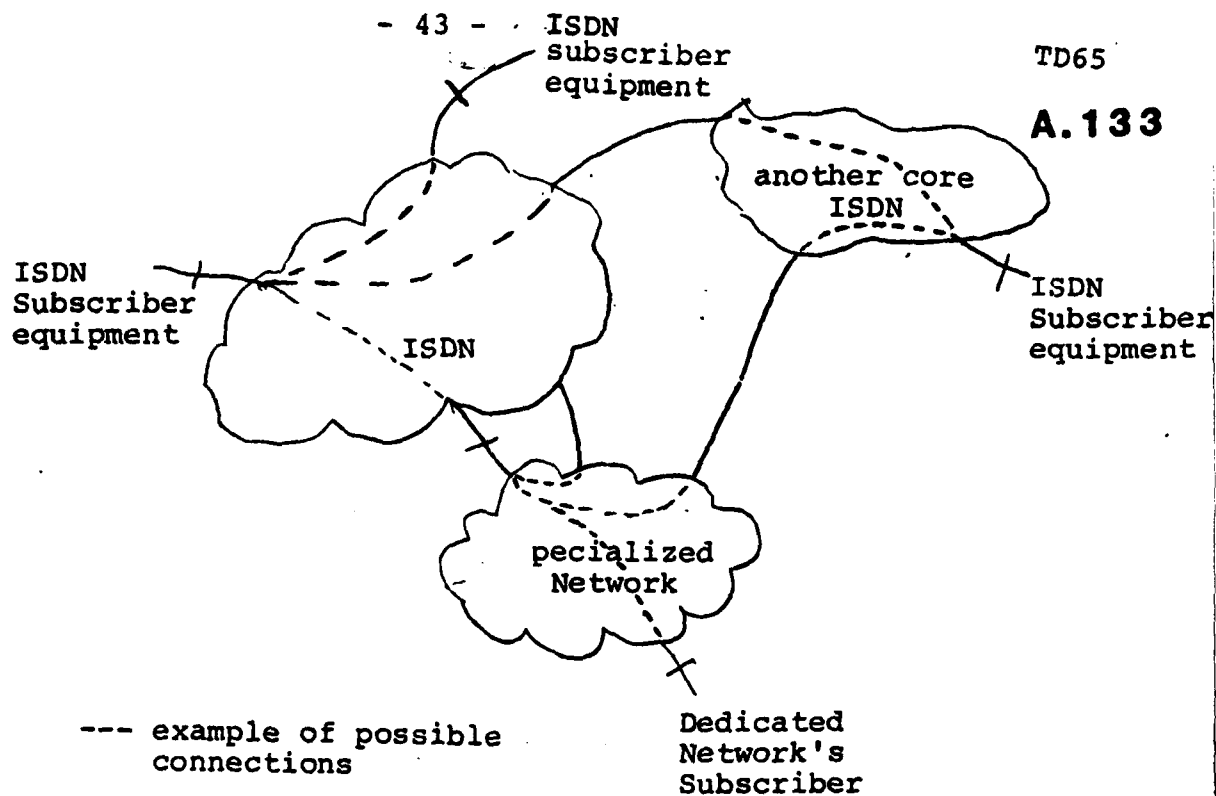 - 43 -
TD65
A.133
ISDN
subscriber
equipment
another core
ISDN
ISDN
Subscriber
equipment
ISDN
ISDN
Subscriber
equipment
pecialized
Network
--- example of possible
connections
Dedicated
Network's
Subscriber